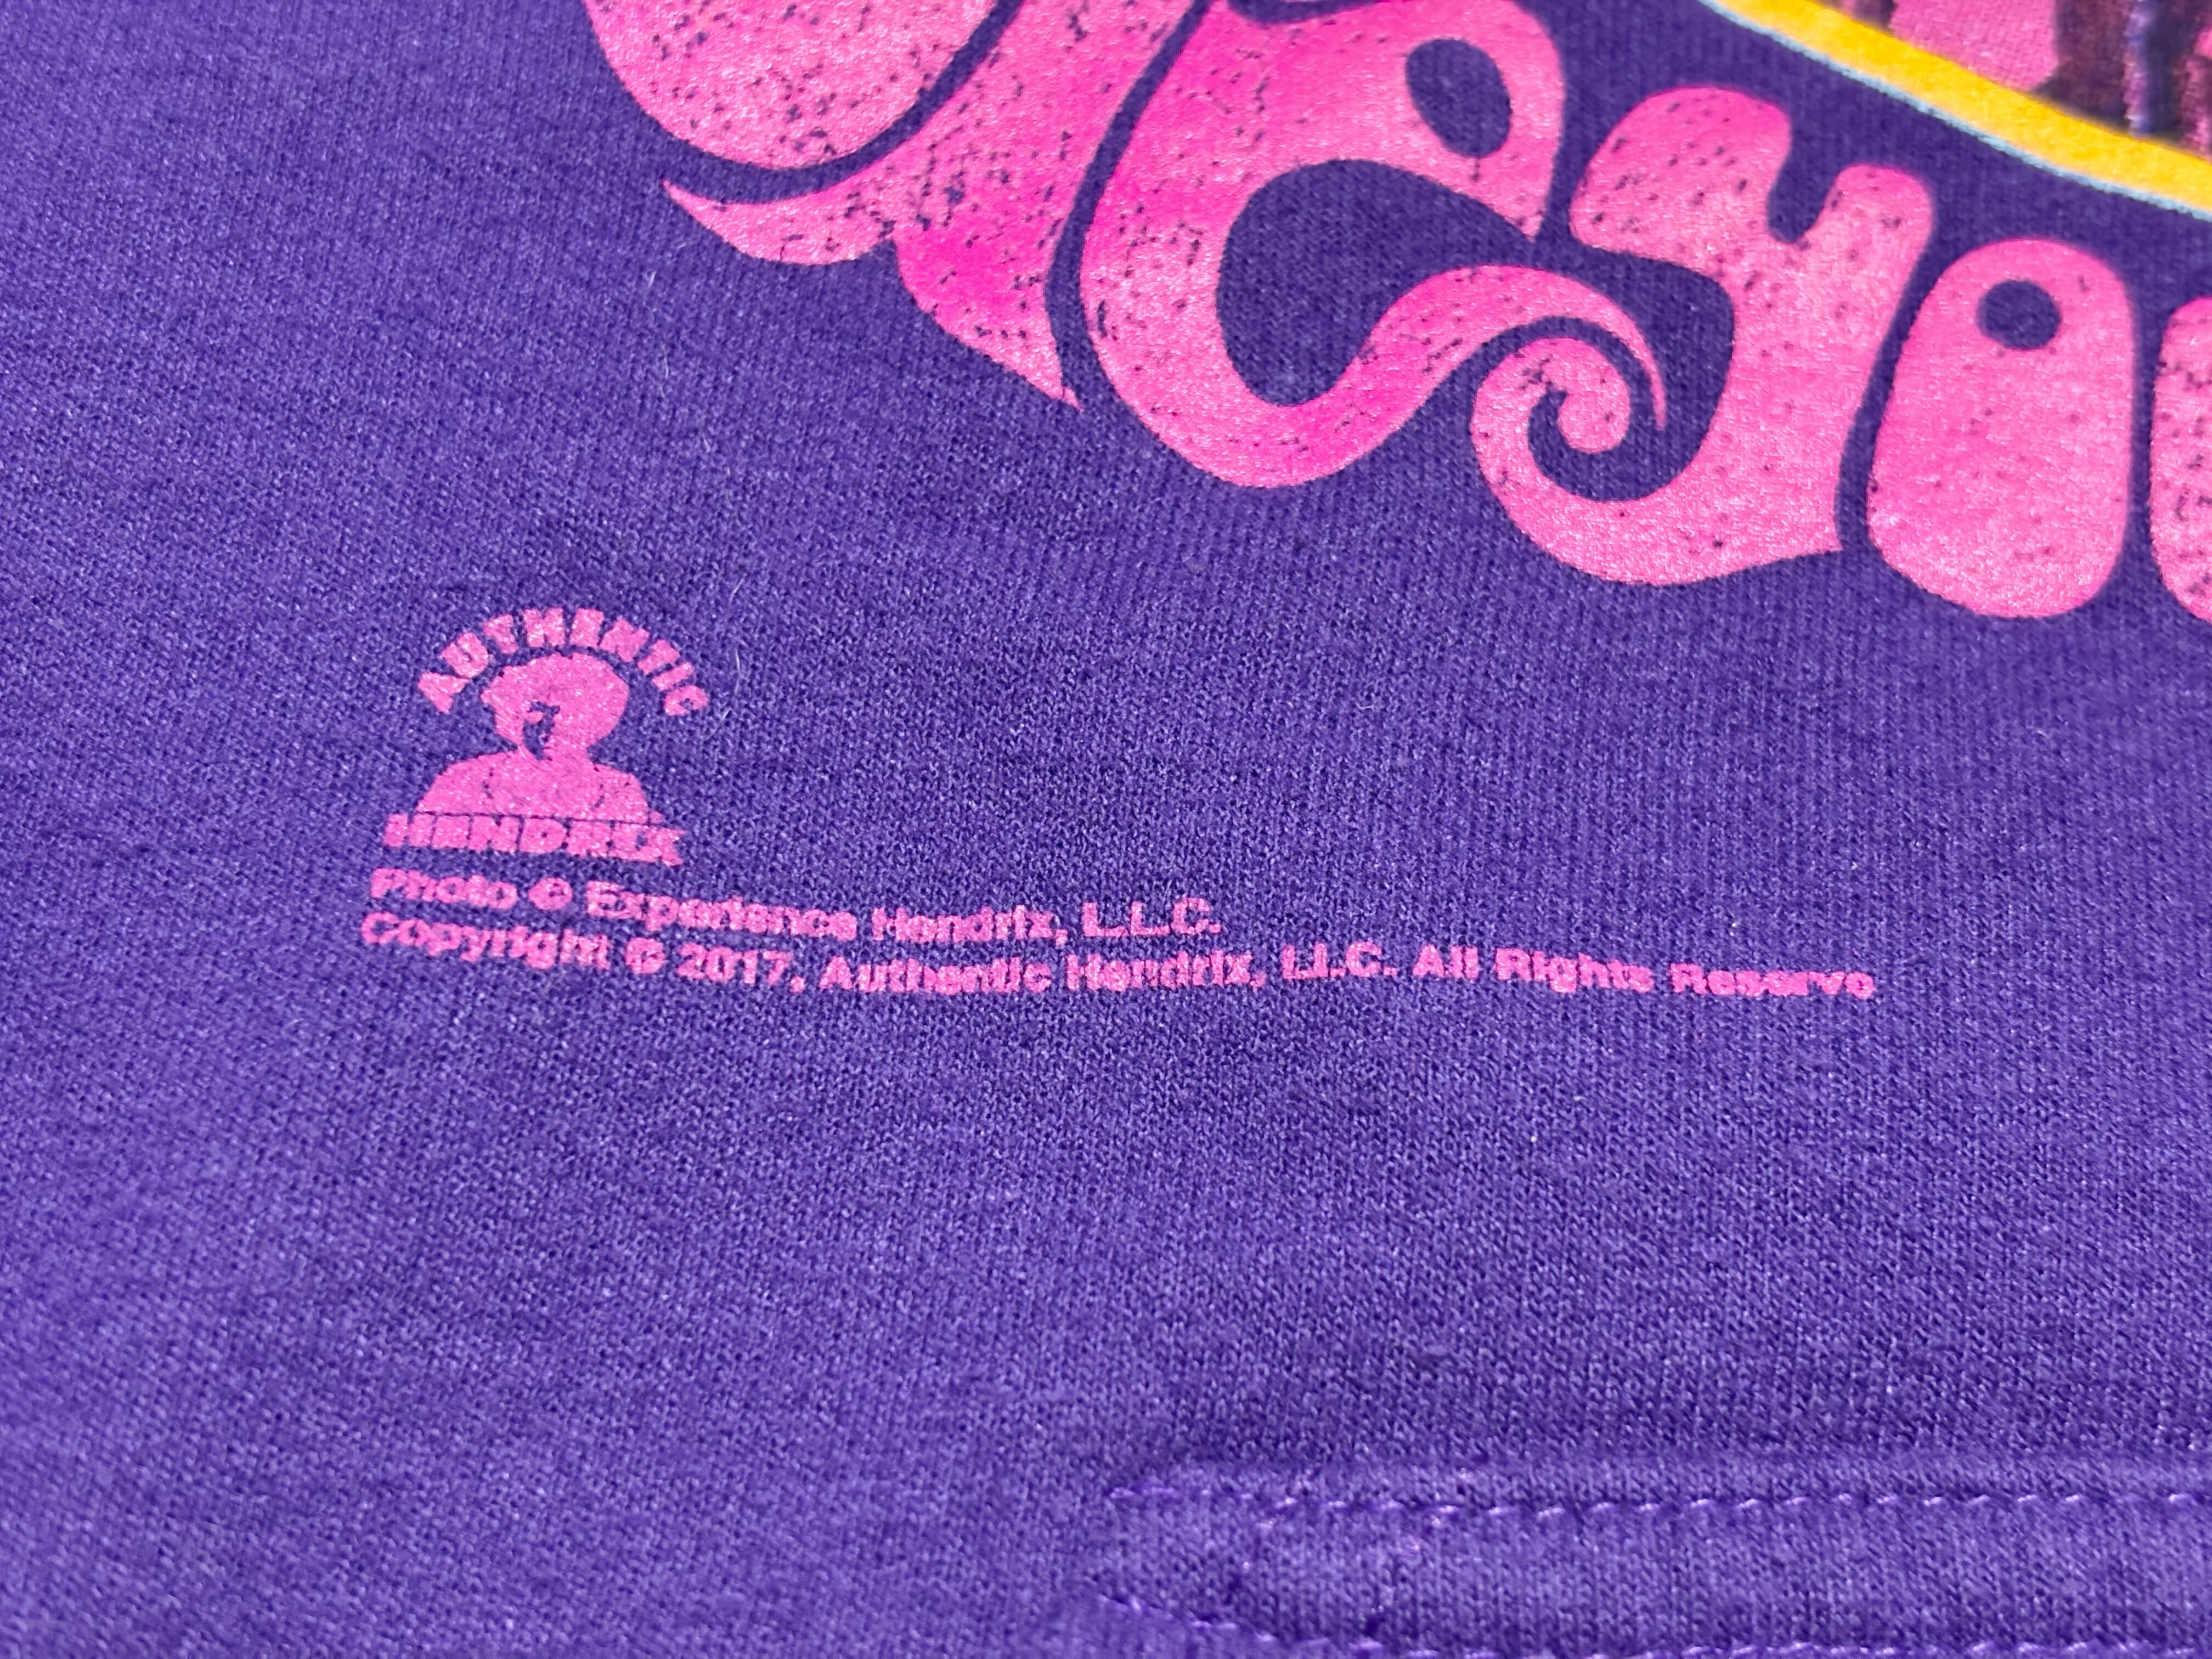 AUTHENTIC
HENDRIX
Photo © Experience Hendrix, L.L.C.
Copyright © 2017, Authentic Hendrix, LLC. All Rights Reserve